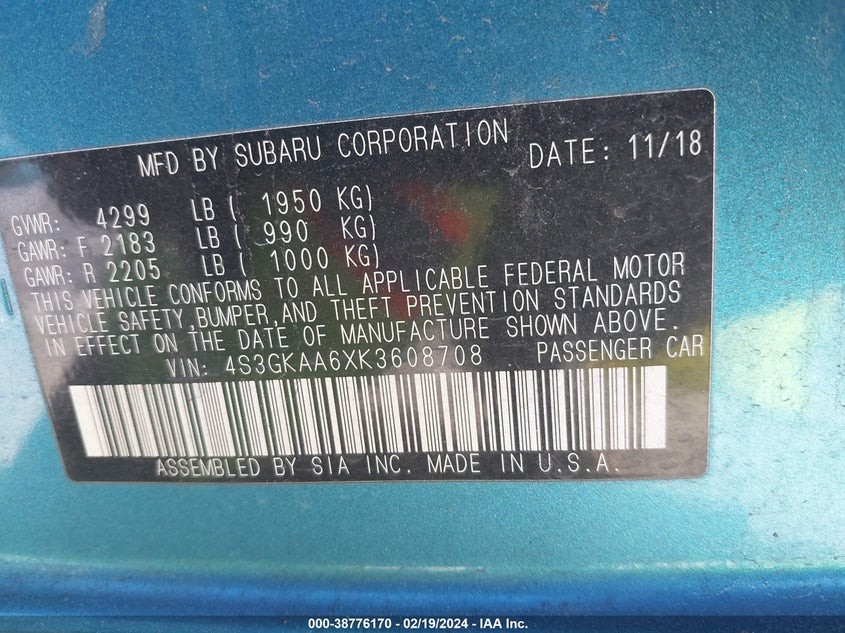 MFD BY SUBARU CORPORATION DATE: 11/18
GVWR: 4299 LB ( 1950 KG)
GAWR: F 2183 LB ( 990 KG)
GAWR: R 2205 LB ( 1000 KG)
THIS VEHICLE CONFORMS TO ALL APPLICABLE FEDERAL MOTOR
VEHICLE SAFETY,BUMPER,AND THEFT PREVENTION STANDARDS
IN EFFECT ON THE DATE OF MANUFACTURE SHOWN ABOVE.
VIN: 4S3GKAA6XK3608708 PASSENGER CAR
ASSEMBLED BY SIA INC. MADE IN U.S.A.
000-38776170 - 02/19/2024 - IAA Inc.